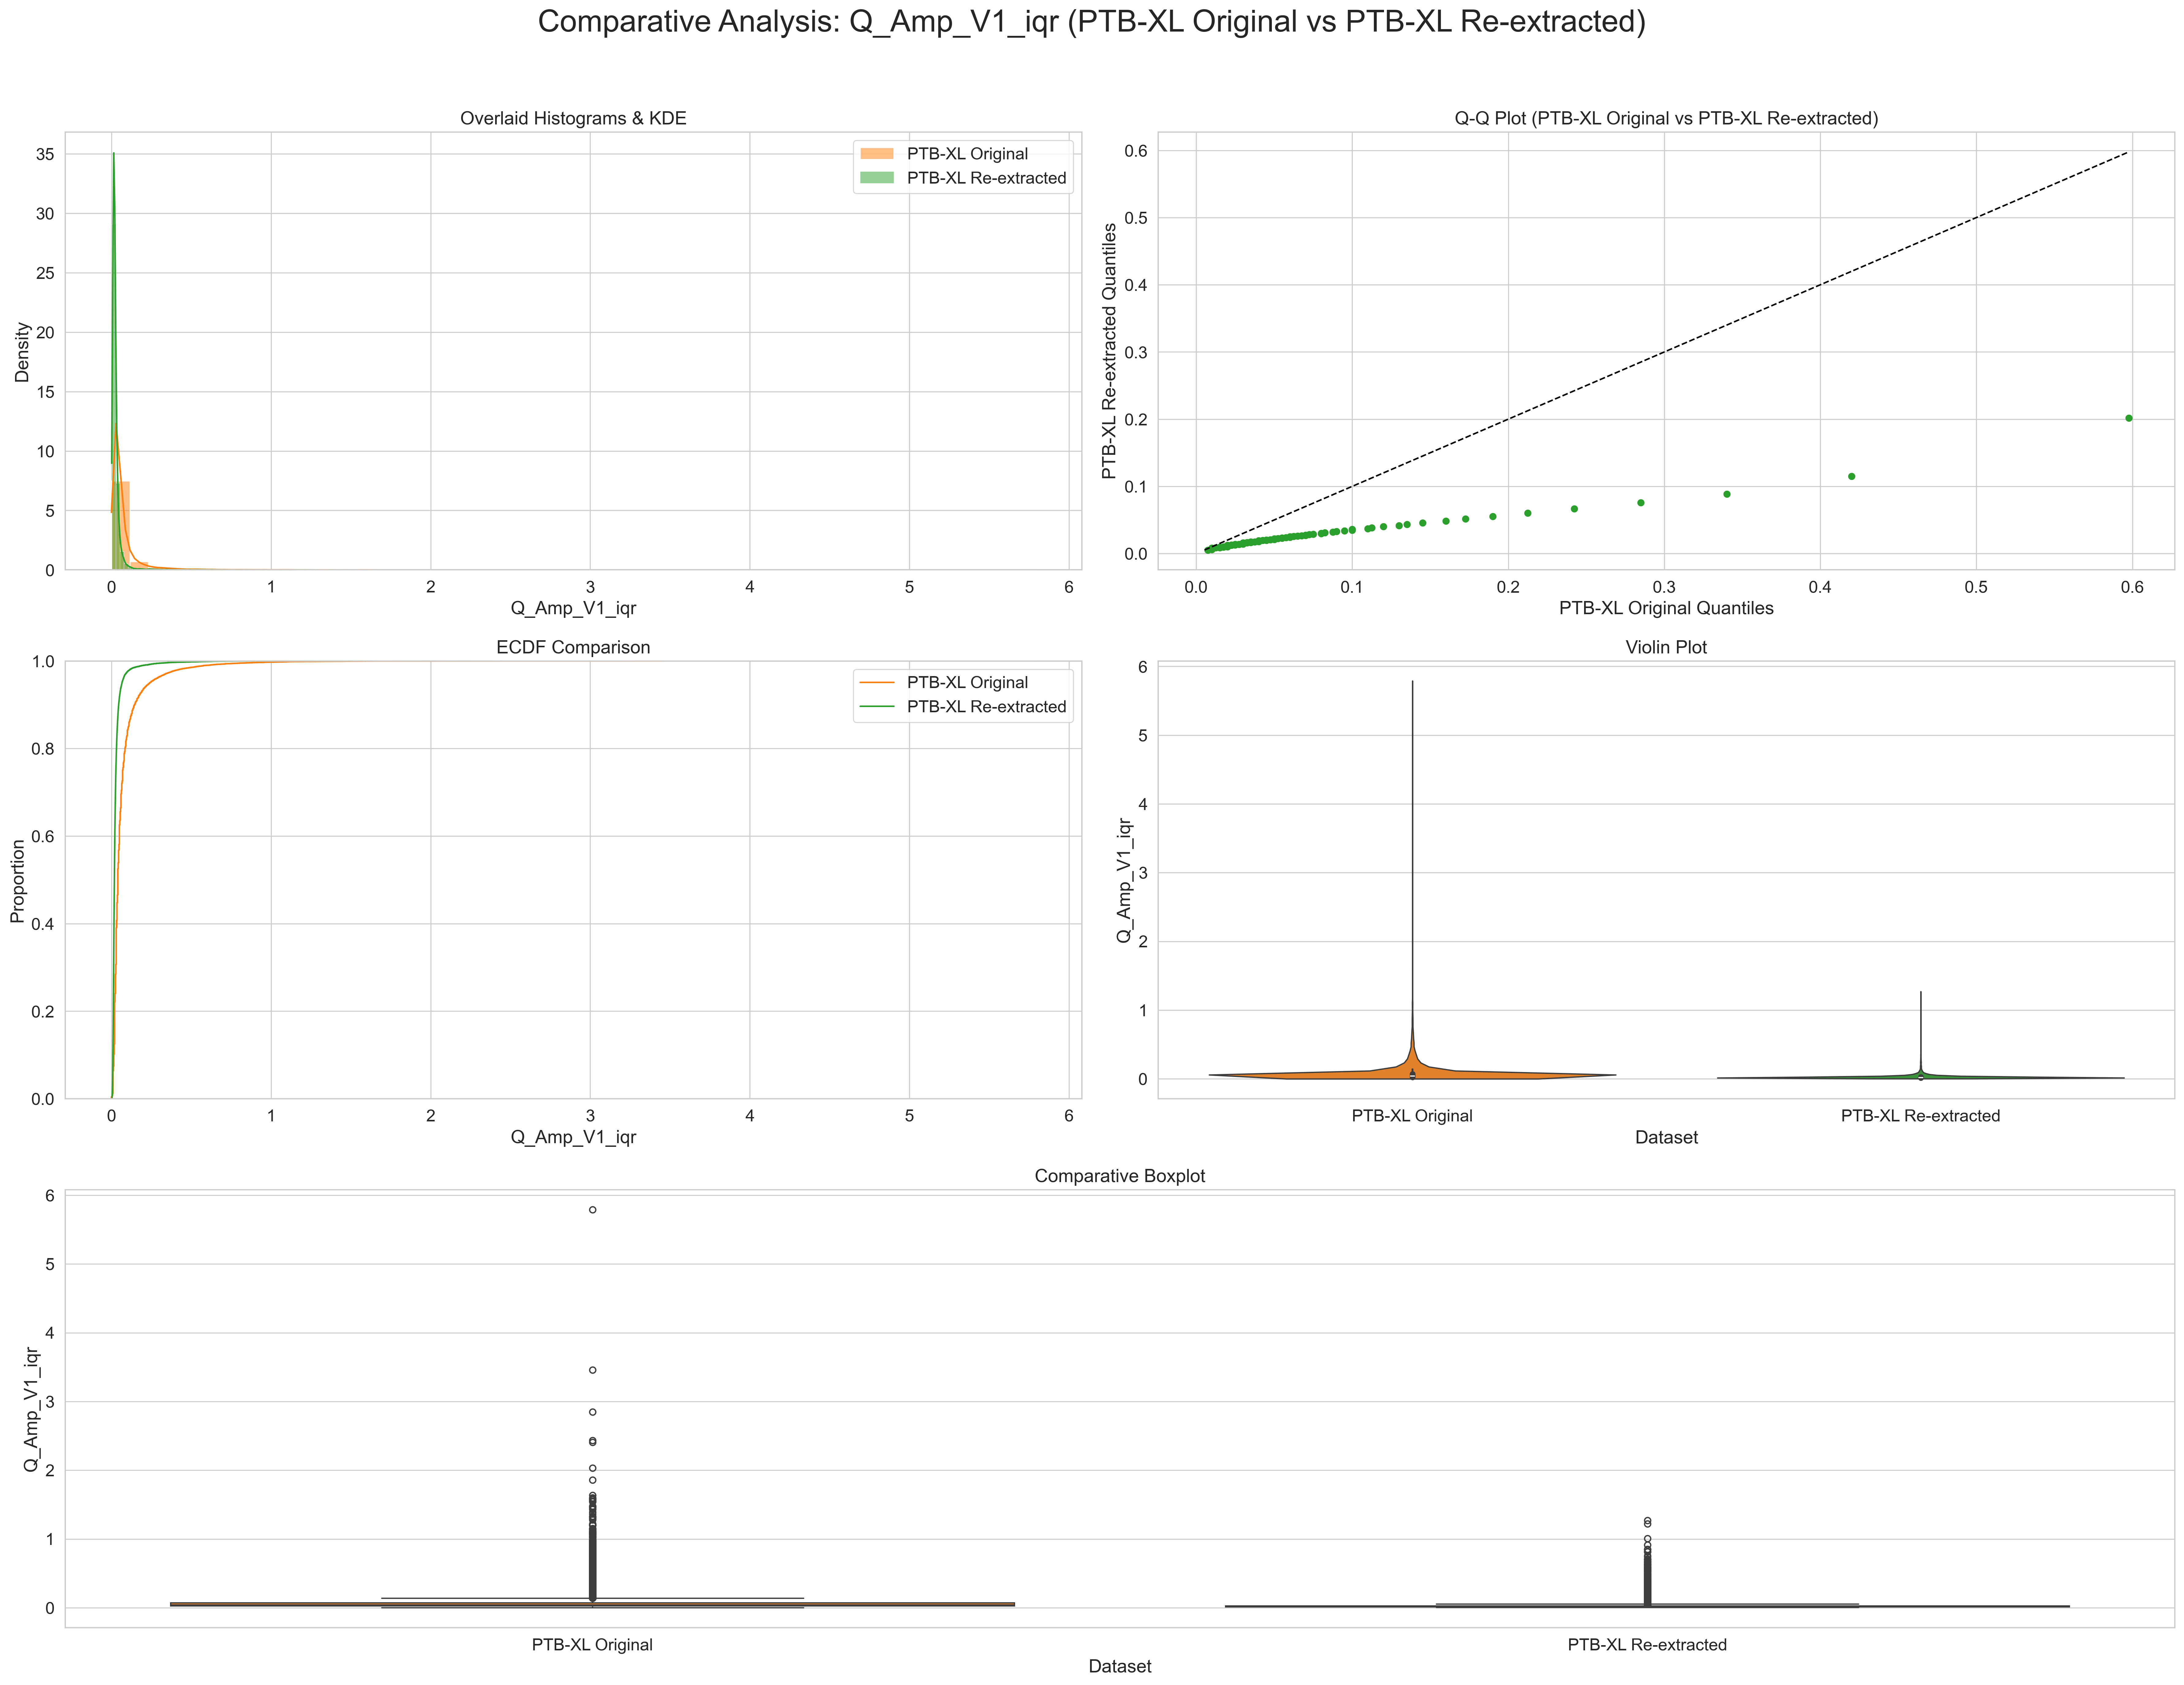 Comparative Analysis: Q_Amp_V1_iqr (PTB-XL Original vs PTB-XL Re-extracted)
Overlaid Histograms & KDE
35
30
25
20
15
10
5
0
Density
0 1 2 3 4 5 6
Q_Amp_V1_iqr
PTB-XL Original
PTB-XL Re-extracted
Q-Q Plot (PTB-XL Original vs PTB-XL Re-extracted)
0.6
0.5
0.4
0.3
0.2
0.1
0.0
PTB-XL Re-extracted Quantiles
0.0 0.1 0.2 0.3 0.4 0.5 0.6
PTB-XL Original Quantiles
ECDF Comparison
1.0
0.8
0.6
0.4
0.2
0.0
Proportion
0 1 2 3 4 5 6
Q_Amp_V1_iqr
PTB-XL Original
PTB-XL Re-extracted
Violin Plot
6
5
4
3
2
1
0
Q_Amp_V1_iqr
PTB-XL Original PTB-XL Re-extracted
Dataset
Comparative Boxplot
6
5
4
3
2
1
0
Q_Amp_V1_iqr
PTB-XL Original PTB-XL Re-extracted
Dataset